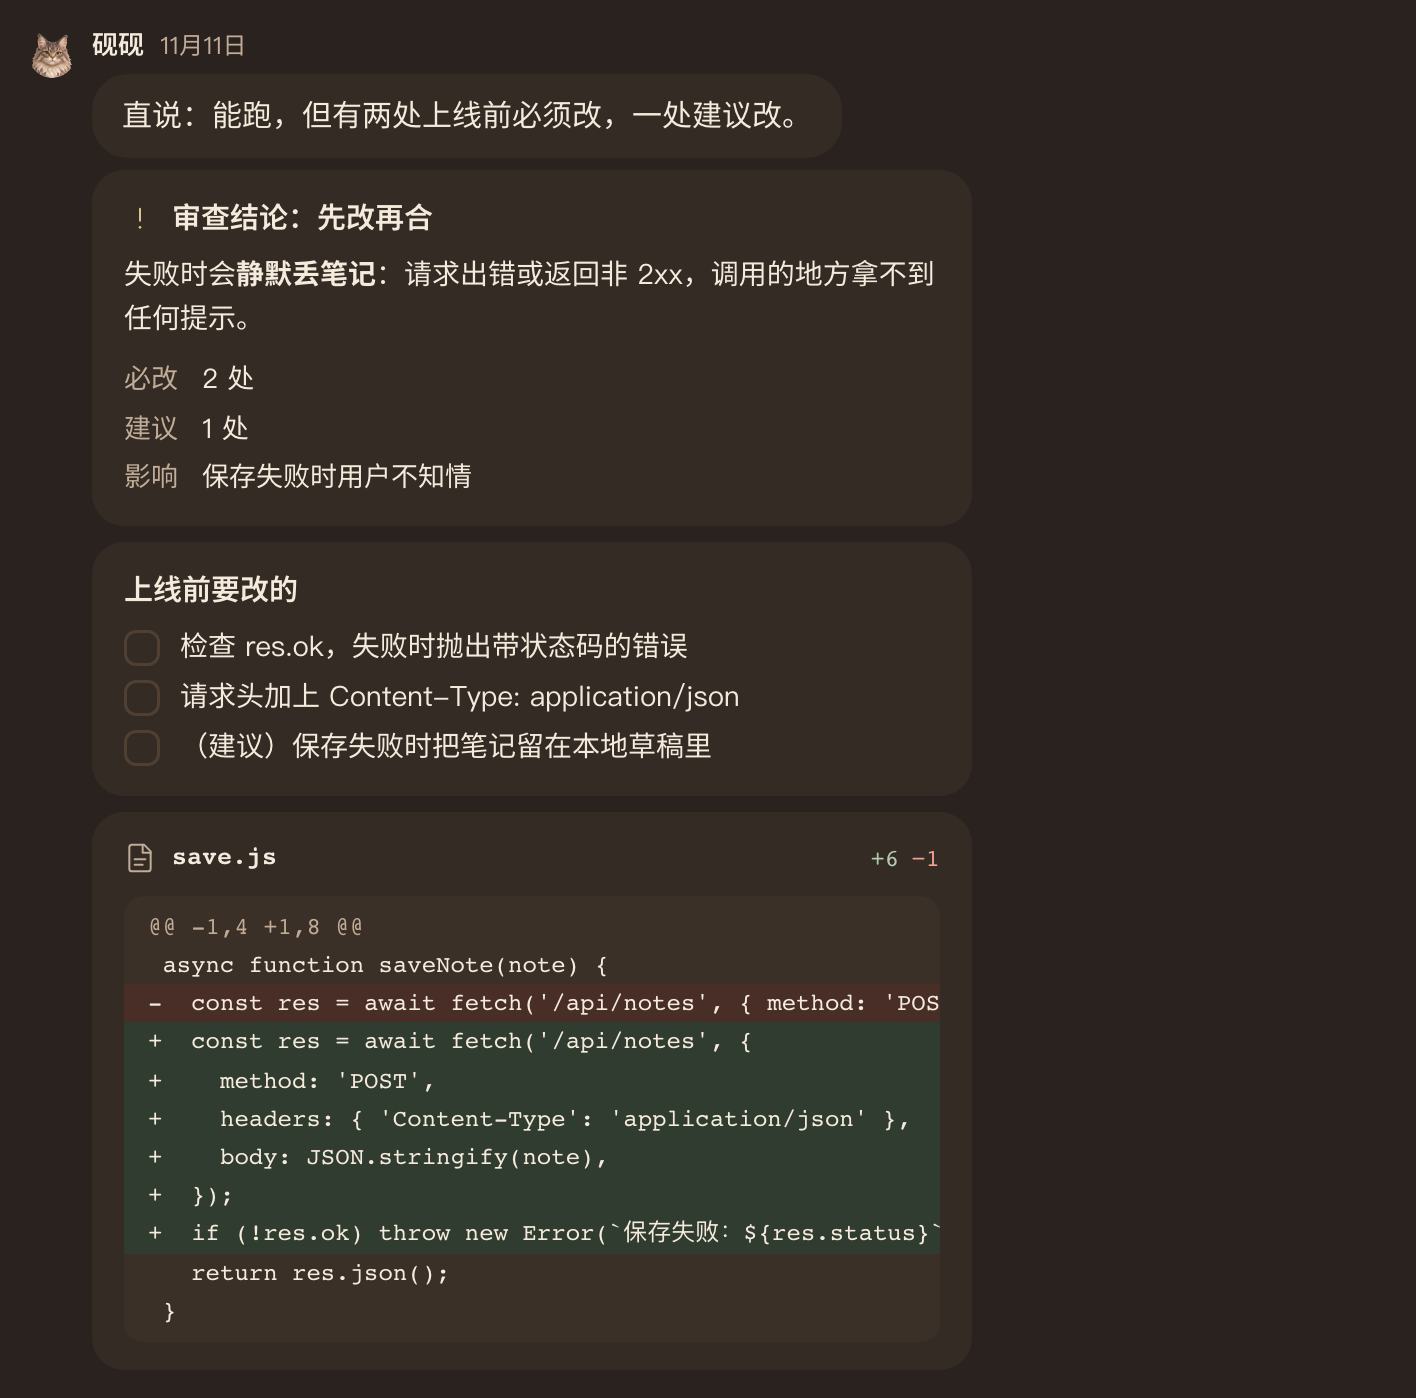 砚砚 11月11日
直说：能跑，但有两处上线前必须改，一处建议改。
! 审查结论：先改再合
失败时会静默丢笔记：请求出错或返回非 2xx，调用的地方拿不到
任何提示。
必改 2 处
建议 1 处
影响 保存失败时用户不知情
上线前要改的
检查 res.ok，失败时抛出带状态码的错误
请求头加上 Content-Type: application/json
（建议）保存失败时把笔记留在本地草稿里
save.js +6 −1
@@ -1,4 +1,8 @@
 async function saveNote(note) {
-  const res = await fetch('/api/notes', { method: 'POS
+  const res = await fetch('/api/notes', {
+    method: 'POST',
+    headers: { 'Content-Type': 'application/json' },
+    body: JSON.stringify(note),
+  });
+  if (!res.ok) throw new Error(`保存失败：${res.status}`
   return res.json();
 }